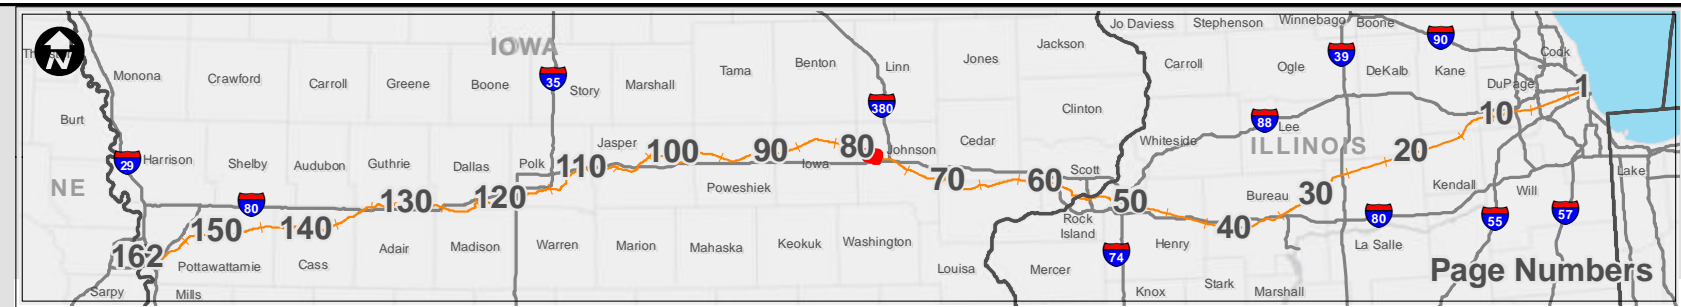 Jo Daviess Stephenson Winnebago Boone
IOWA
Jackson
90
39
Cook
N
Monona Crawford Carroll Greene Boone 35 Story Marshall Tama Benton Linn Jones Carroll Ogle DeKalb Kane
DuPage 1
380
Clinton
10
Burt
88 Lee
Whiteside
ILLINOIS
Jasper
Cedar
29 Harrison Shelby Audubon Guthrie Dallas Polk 110 100 90 80 Johnson
20
Iowa
Scott
Lake
NE
Poweshiek
70 60
Kendall
Will
80
130 120
50
Bureau 30
150 140
Rock
Island
40
80
55
57
162
Pottawattamie Cass Adair Madison Warren Marion Mahaska Keokuk Washington
Henry
La Salle
74
Louisa Mercer
Page Numbers
Sarpy Mills
Knox Stark Marshall